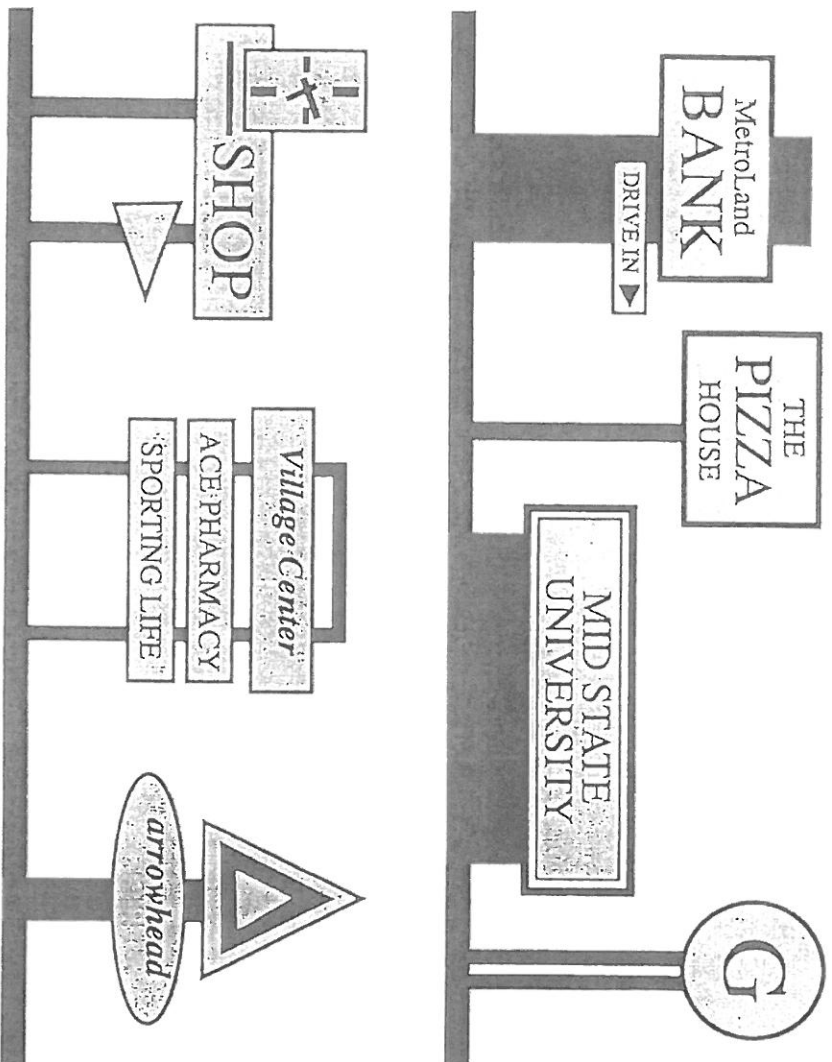 MetroLand
BANK
DRIVE IN
THE
PIZZA
HOUSE
MID STATE
UNIVERSITY
G
SHOP
Village Center
ACE PHARMACY
SPORTING LIFE
arrowhead